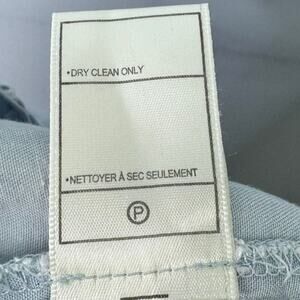 •DRY CLEAN ONLY
•NETTOYER À SEC SEULEMENT
P